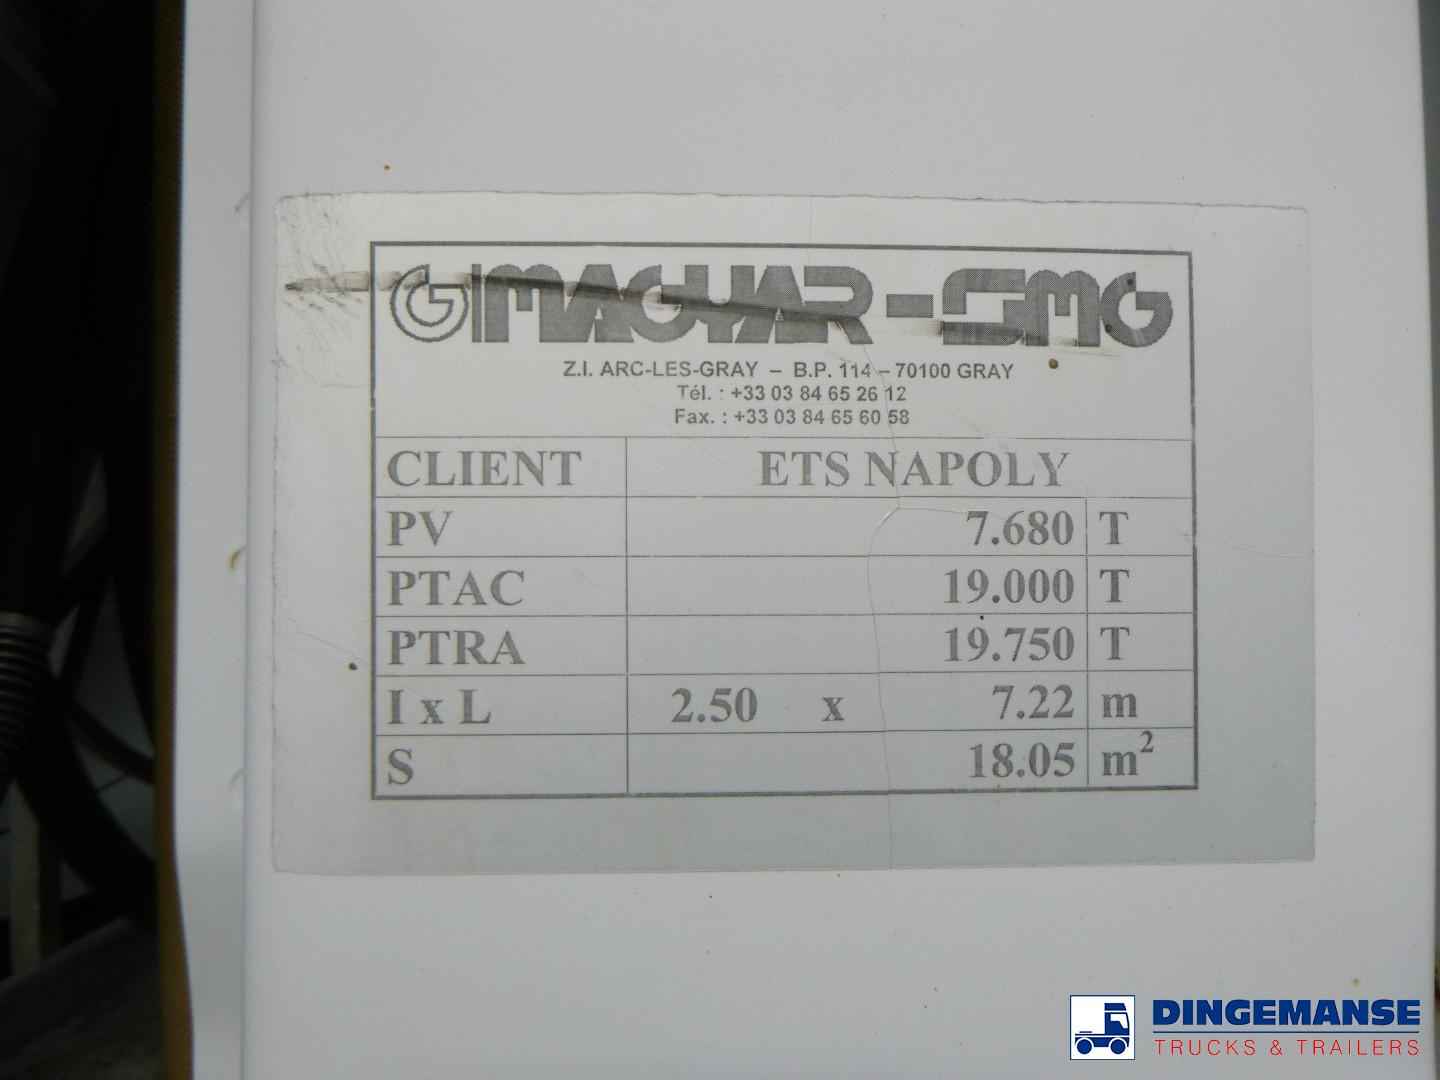 G MAGYAR - SMG
Z.I. ARC-LES-GRAY – B.P. 114 – 70100 GRAY
Tél. : +33 03 84 65 26 12
Fax. : +33 03 84 65 60 58
CLIENT ETS NAPOLY
PV 7.680 T
PTAC 19.000 T
PTRA 19.750 T
I x L 2.50 x 7.22 m
S 18.05 m²
DINGEMANSE
TRUCKS & TRAILERS